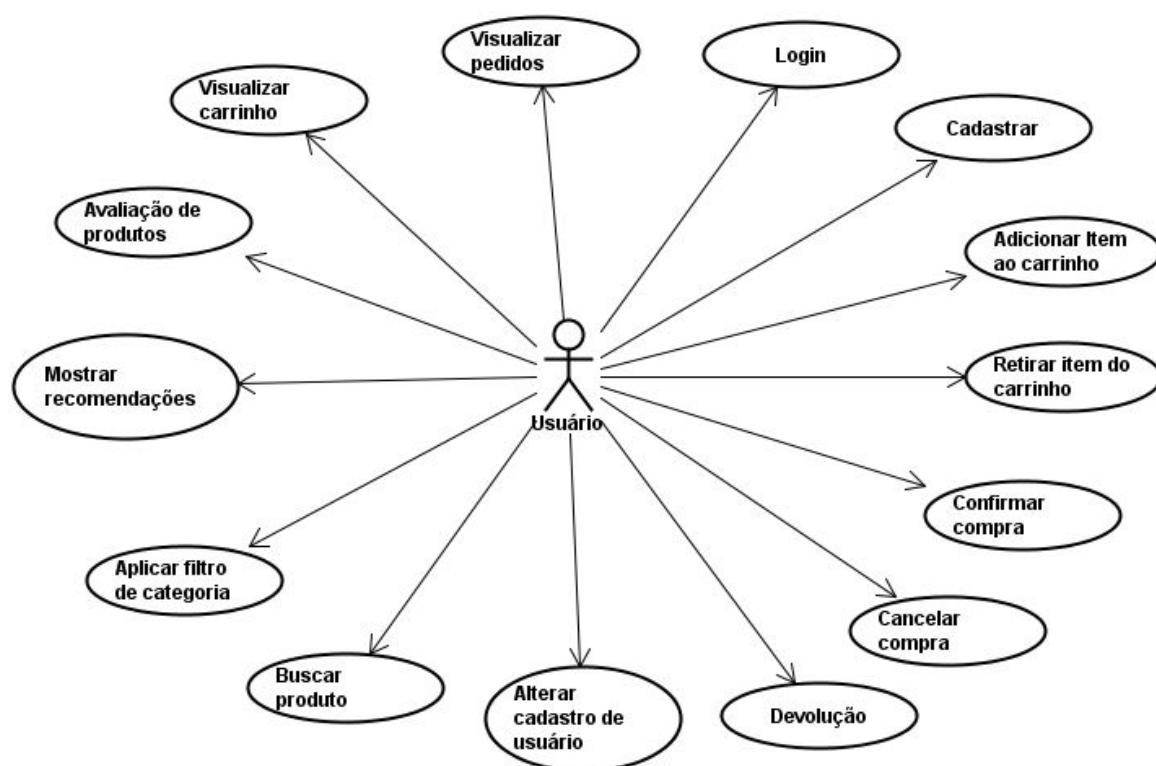 Visualizar
pedidos
Login
Visualizar
carrinho
Cadastrar
Avaliação de
produtos
Adicionar Item
ao carrinho
Mostrar
recomendações
Retirar item do
carrinho
Usuário
Confirmar
compra
Aplicar filtro
de categoria
Cancelar
compra
Buscar
produto
Alterar
cadastro de
usuário
Devolução